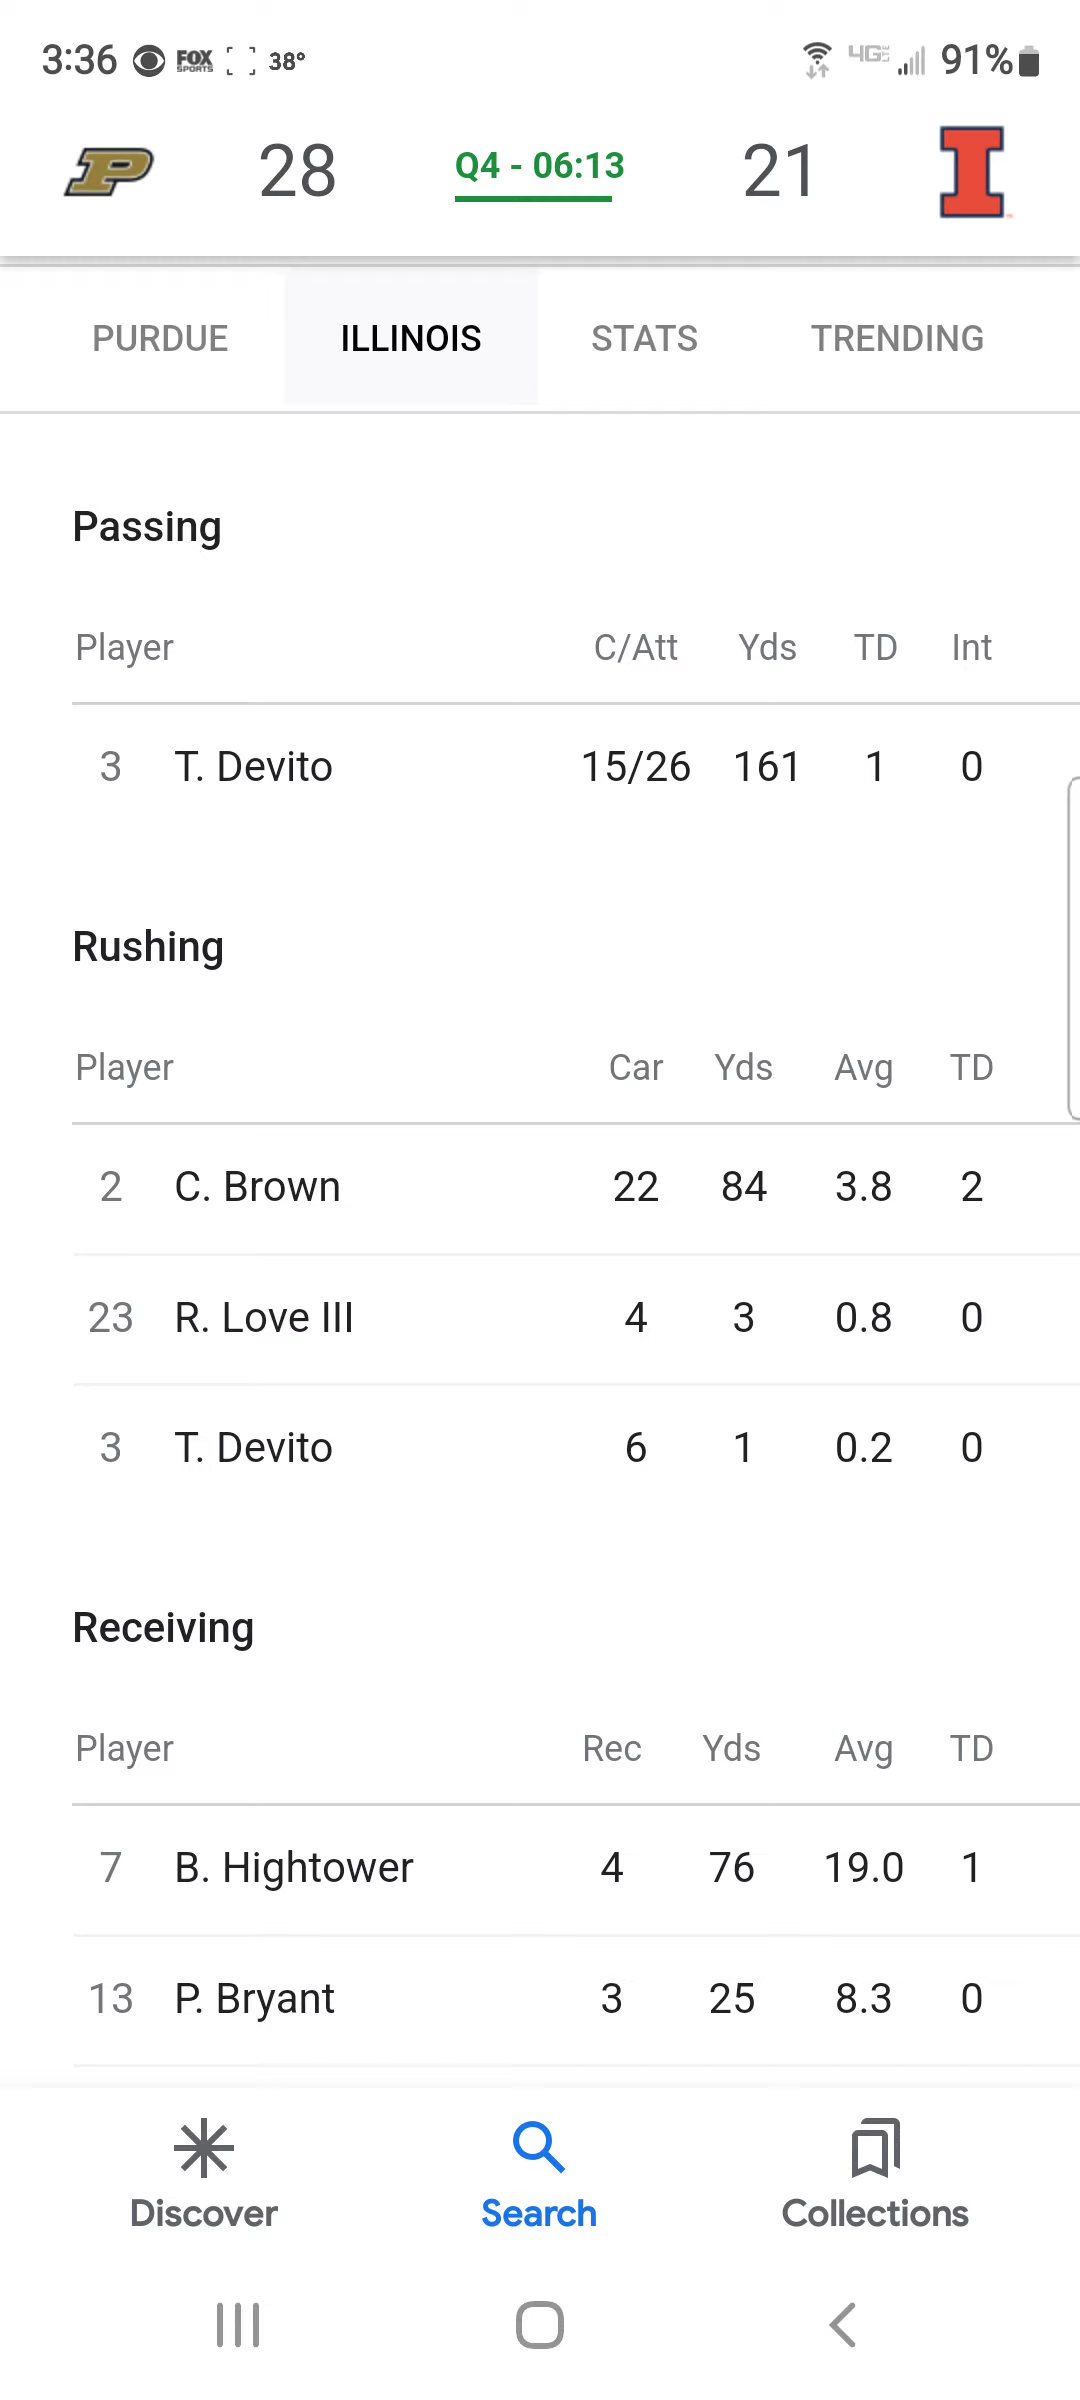 3:36 FOX SPORTS 38° 4G LTE 91%
P 28 Q4 - 06:13 21 I
PURDUE ILLINOIS STATS TRENDING
Passing
Player C/Att Yds TD Int
3 T. Devito 15/26 161 1 0
Rushing
Player Car Yds Avg TD
2 C. Brown 22 84 3.8 2
23 R. Love III 4 3 0.8 0
3 T. Devito 6 1 0.2 0
Receiving
Player Rec Yds Avg TD
7 B. Hightower 4 76 19.0 1
13 P. Bryant 3 25 8.3 0
Discover Search Collections